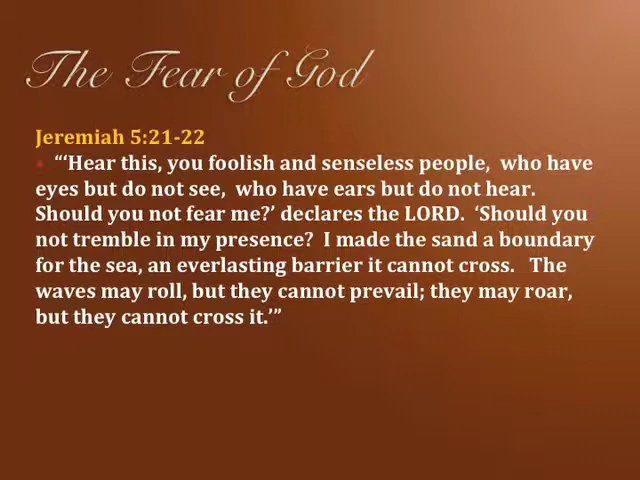 The Fear of God
Jeremiah 5:21-22
• “‘Hear this, you foolish and senseless people,  who have
eyes but do not see,  who have ears but do not hear.
Should you not fear me?’ declares the LORD.  ‘Should you
not tremble in my presence?  I made the sand a boundary
for the sea, an everlasting barrier it cannot cross.   The
waves may roll, but they cannot prevail; they may roar,
but they cannot cross it.’”